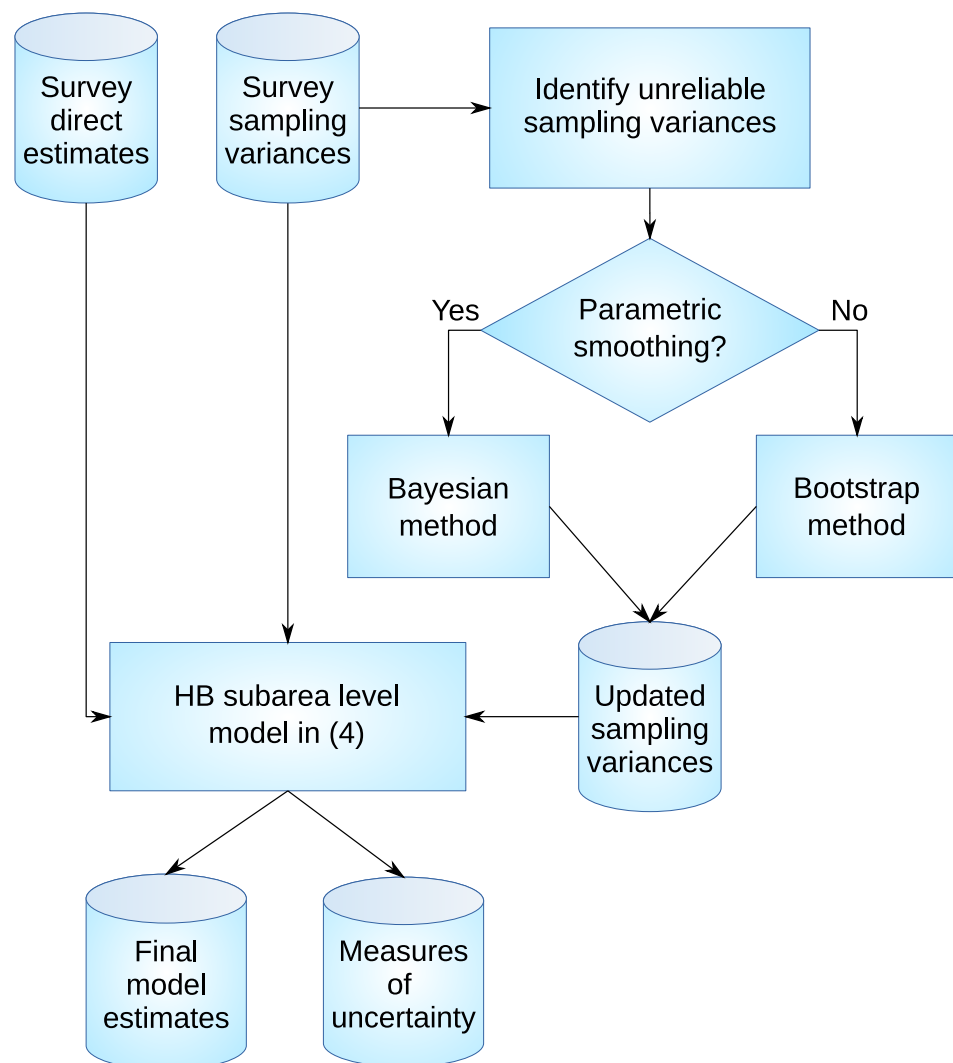 Survey
direct
estimates
Survey
sampling
variances
Identify unreliable
sampling variances
Parametric
smoothing?
Yes
No
Bayesian
method
Bootstrap
method
HB subarea level
model in (4)
Updated
sampling
variances
Final
model
estimates
Measures
of
uncertainty